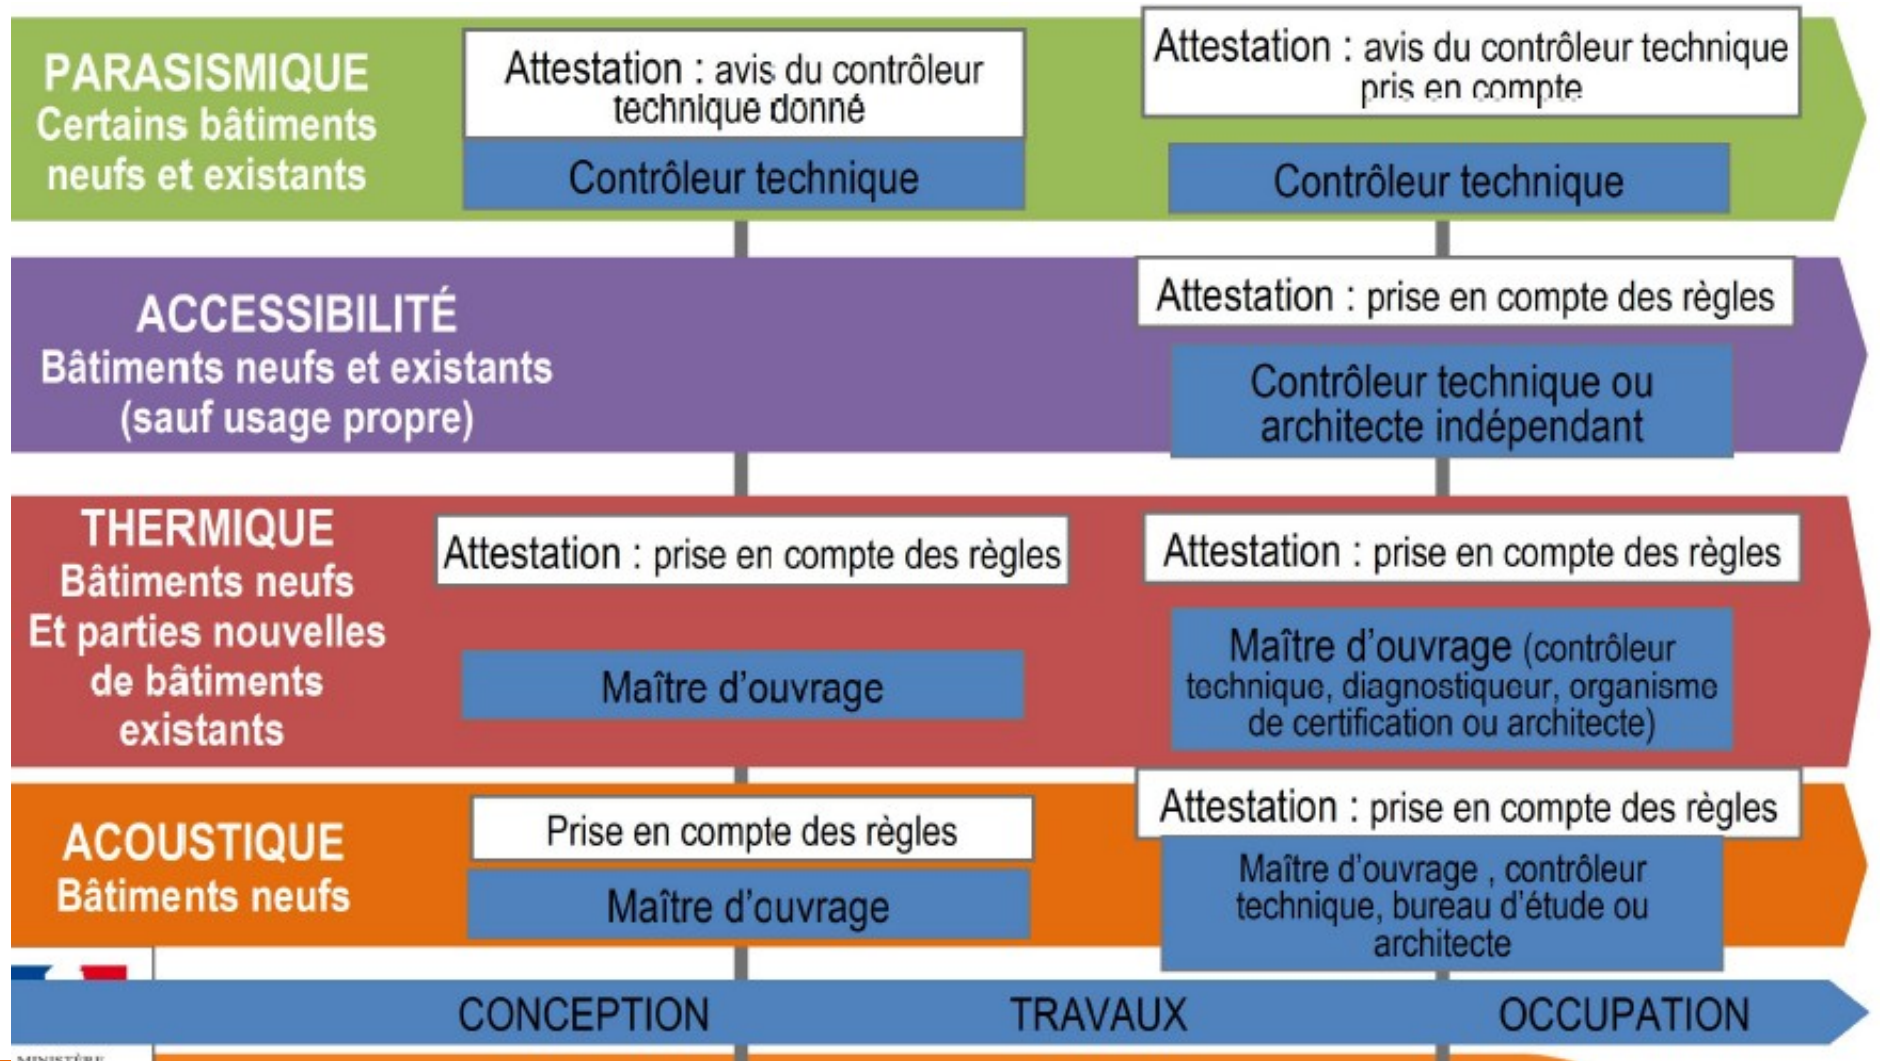 PARASISMIQUE
Certains bâtiments
neufs et existants
Attestation : avis du contrôleur
technique donné
Contrôleur technique
Attestation : avis du contrôleur technique
pris en compte
Contrôleur technique
ACCESSIBILITÉ
Bâtiments neufs et existants
(sauf usage propre)
Attestation : prise en compte des règles
Contrôleur technique ou
architecte indépendant
THERMIQUE
Bâtiments neufs
Et parties nouvelles
de bâtiments
existants
Attestation : prise en compte des règles
Maître d'ouvrage
Attestation : prise en compte des règles
Maître d'ouvrage (contrôleur
technique, diagnostiqueur, organisme
de certification ou architecte)
ACOUSTIQUE
Bâtiments neufs
Prise en compte des règles
Maître d'ouvrage
Attestation : prise en compte des règles
Maître d'ouvrage , contrôleur
technique, bureau d'étude ou
architecte
CONCEPTION
TRAVAUX
OCCUPATION
MINISTÈRE